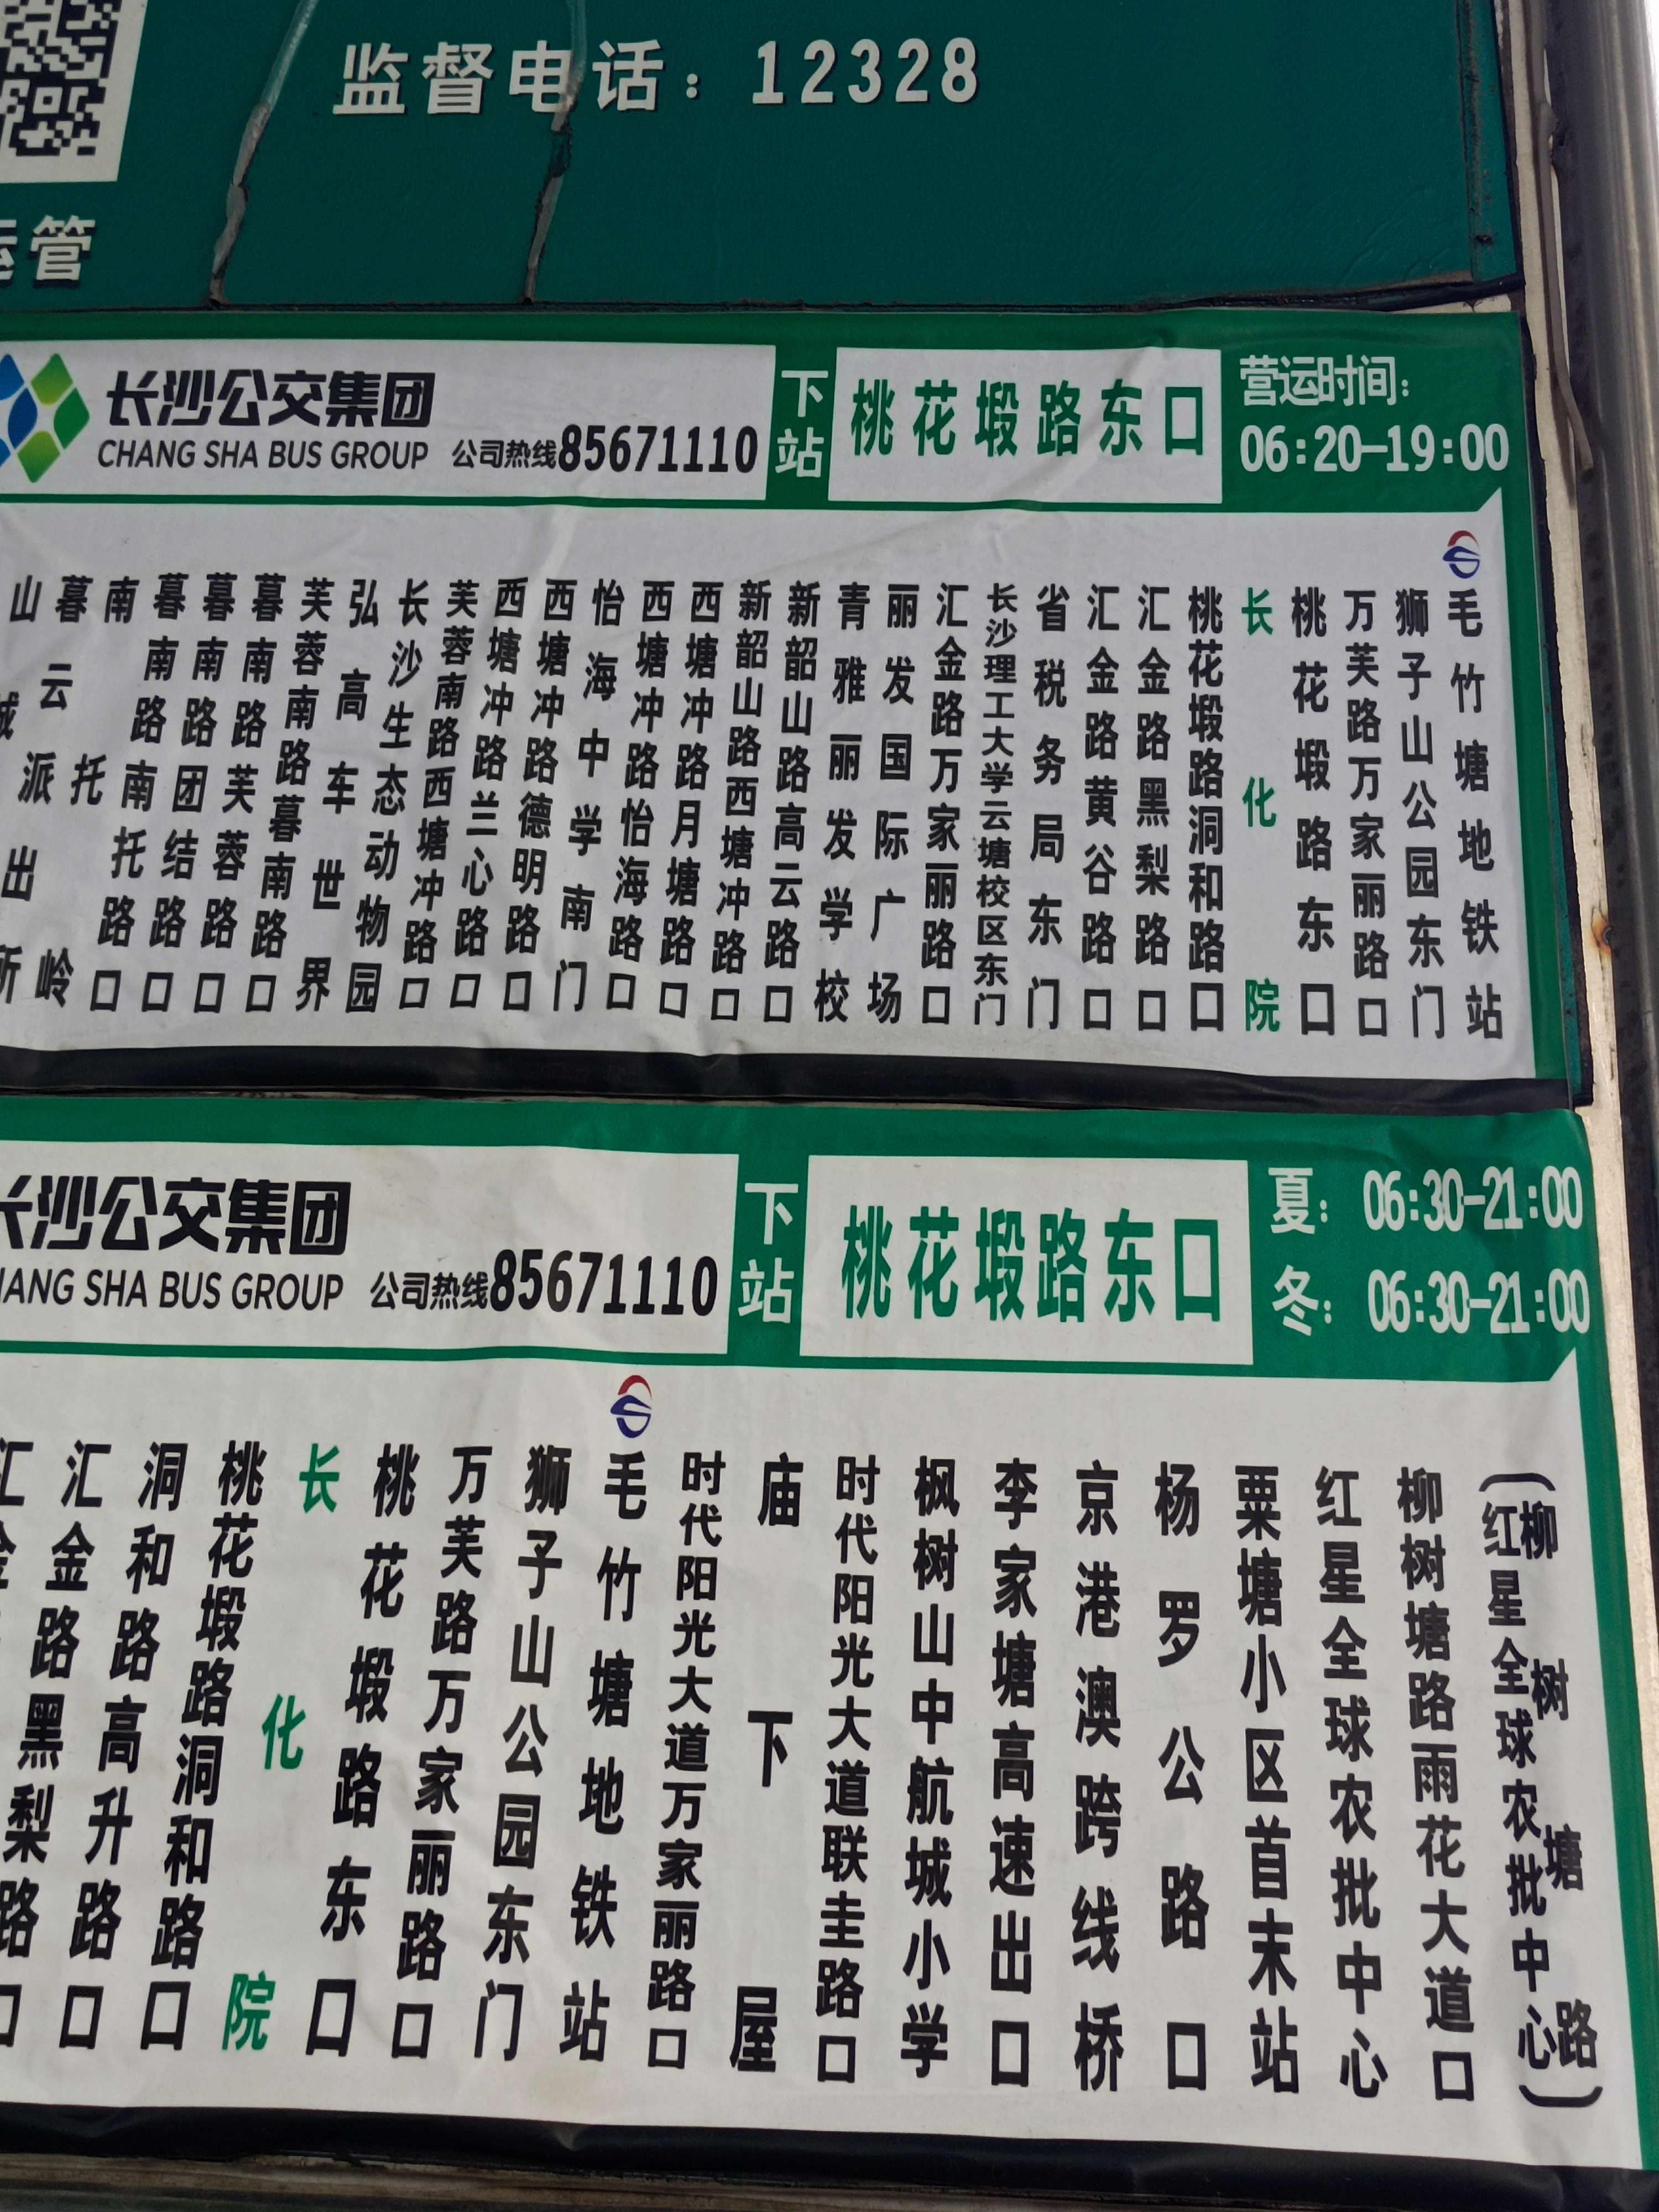 监督电话：12328
运管
长沙公交集团
CHANG SHA BUS GROUP
公司热线85671110
下站
桃花塅路东口
营运时间：
06:20—19:00
山派出所
暮云
托岭
南
暮南路南托路口
暮南路团结路口
暮南路芙蓉路口
芙蓉南路暮南路口
弘高车世界
长沙生态动物园
芙蓉南路西塘冲路口
西塘冲路兰心路口
西塘冲路德明路口
怡海中学南门
西塘冲路怡海路口
西塘冲路月塘路口
新韶山路西塘冲路口
新韶山路高云路口
青雅丽发学校
丽发国际广场
汇金路万家丽路口
长沙理工大学云塘校区东门
省税务局东门
汇金路黄谷路口
汇金路黑梨路口
桃花塅路洞和路口
长化院
桃花塅路东口
万芙路万家丽路口
狮子山公园东门
毛竹塘地铁站
长沙公交集团
HANG SHA BUS GROUP
公司热线85671110
下站
桃花塅路东口
夏：06:30-21:00
冬：06:30-21:00
汇金路口
汇金路黑梨路口
洞和路高升路口
桃花塅路洞和路口
长化院
桃花塅路东口
万芙路万家丽路口
狮子山公园东门
毛竹塘地铁站
时代阳光大道万家丽路口
庙下屋
时代阳光大道联圭路口
枫树山中航城小学
李家塘高速出口
京港澳跨线桥
杨罗公路口
粟塘小区首末站
红星全球农批中心
柳树塘路雨花大道口
柳树塘路
（红星全球农批中心）